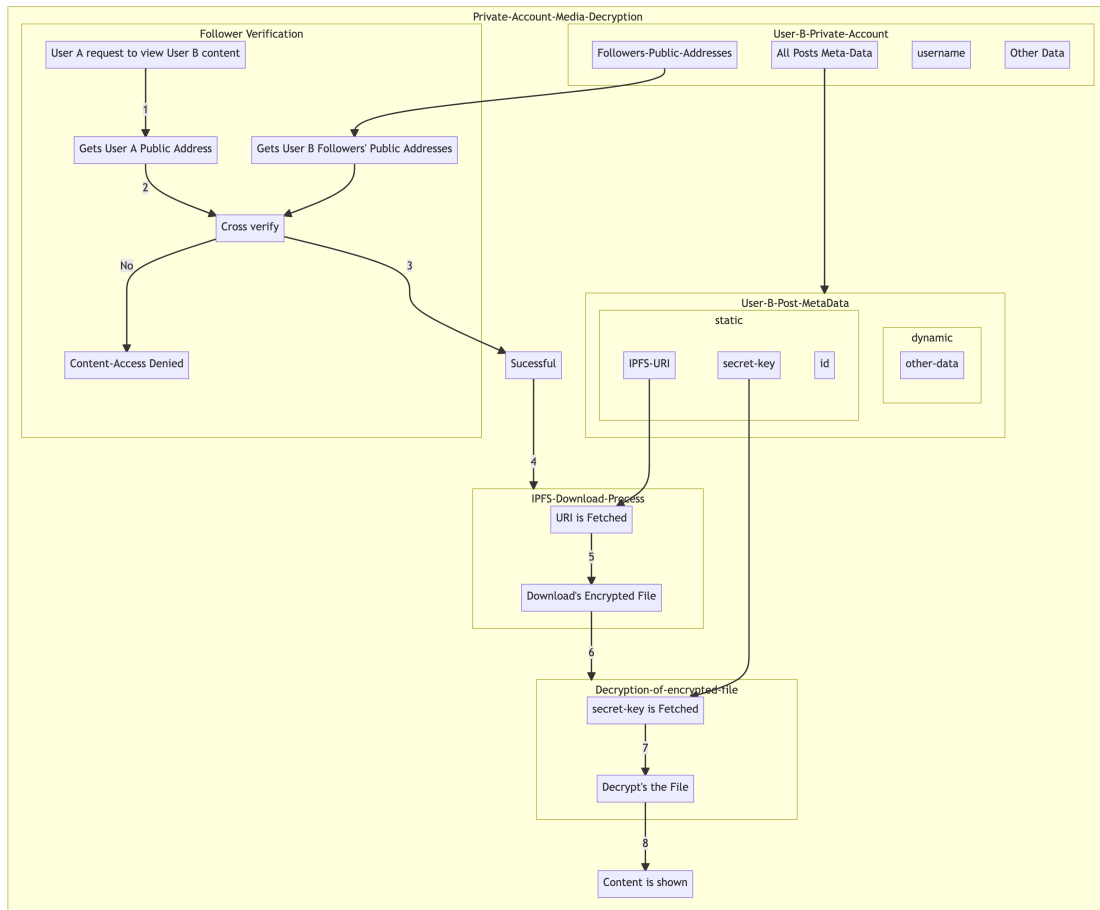 Private-Account-Media-Decryption
Follower Verification
User-B-Private-Account
User A request to view User B content
Followers-Public-Addresses
All Posts Meta-Data
username
Other Data
1
Gets User A Public Address
Gets User B Followers' Public Addresses
2
Cross verify
No
3
User-B-Post-MetaData
static
dynamic
Content-Access Denied
Sucessful
IPFS-URI
secret-key
id
other-data
4
IPFS-Download-Process
URI is Fetched
5
Download's Encrypted File
6
Decryption-of-encrypted-file
secret-key is Fetched
7
Decrypt's the File
8
Content is shown